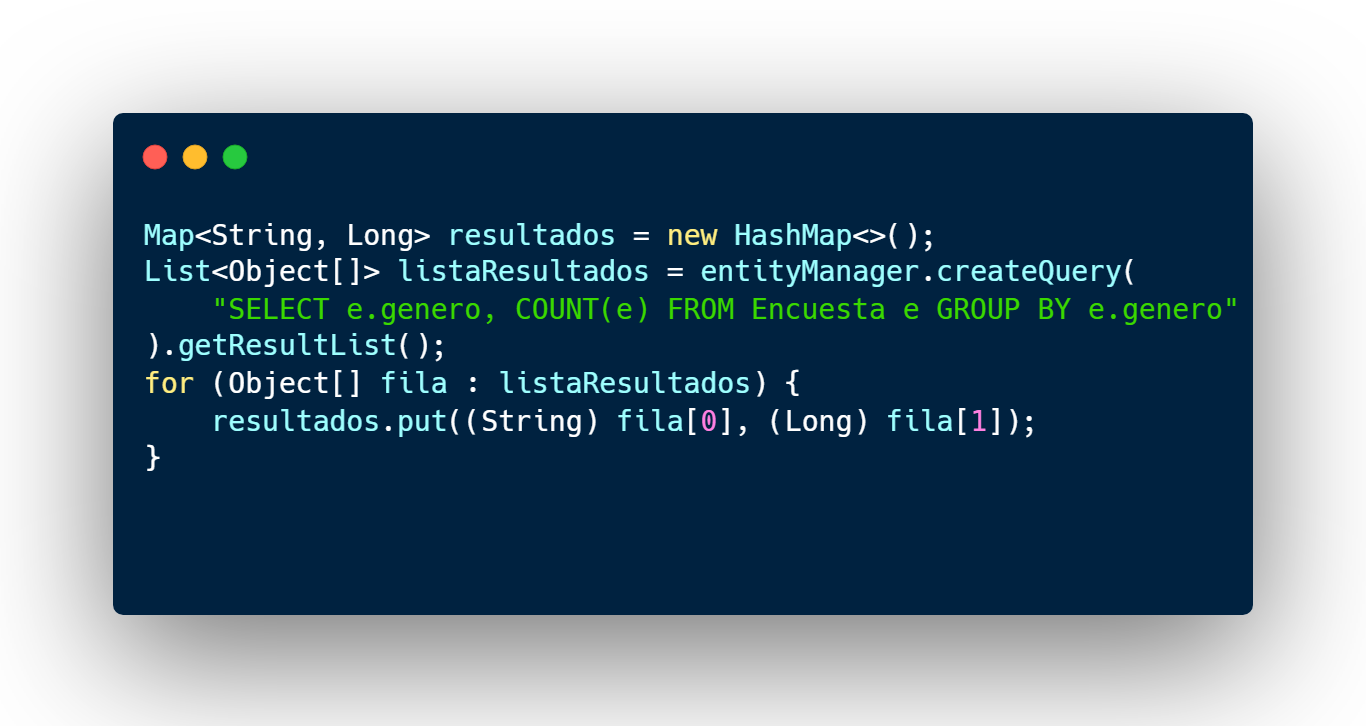 Map<String, Long> resultados = new HashMap<>();
List<Object[]> listaResultados = entityManager.createQuery(
    "SELECT e.genero, COUNT(e) FROM Encuesta e GROUP BY e.genero"
).getResultList();
for (Object[] fila : listaResultados) {
    resultados.put((String) fila[0], (Long) fila[1]);
}